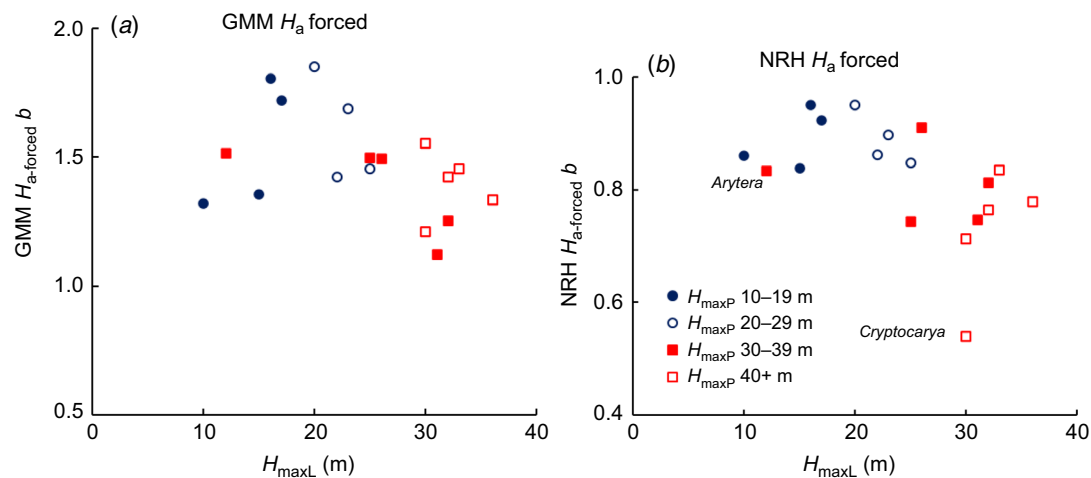 (a) GMM Ha forced
2.0
1.5
1.0
0.5
GMM Ha-forced b
0 10 20 30 40
HmaxL (m)
(b) NRH Ha forced
1.0
0.8
0.6
0.4
NRH Ha-forced b
Arytera
HmaxP 10–19 m
HmaxP 20–29 m
Cryptocarya
HmaxP 30–39 m
HmaxP 40+ m
0 10 20 30 40
HmaxL (m)